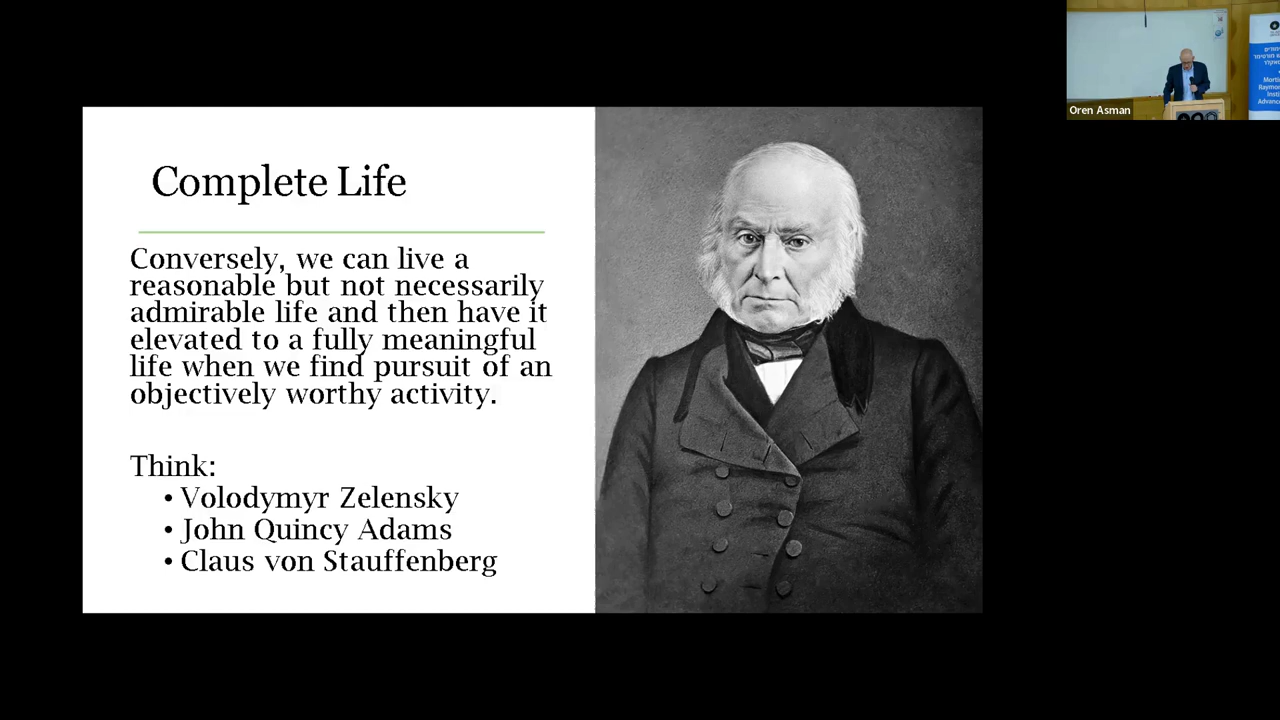 Complete Life
Conversely, we can live a
reasonable but not necessarily
admirable life and then have it
elevated to a fully meaningful
life when we find pursuit of an
objectively worthy activity.
Think:
• Volodymyr Zelensky
• John Quincy Adams
• Claus von Stauffenberg
Oren Asman